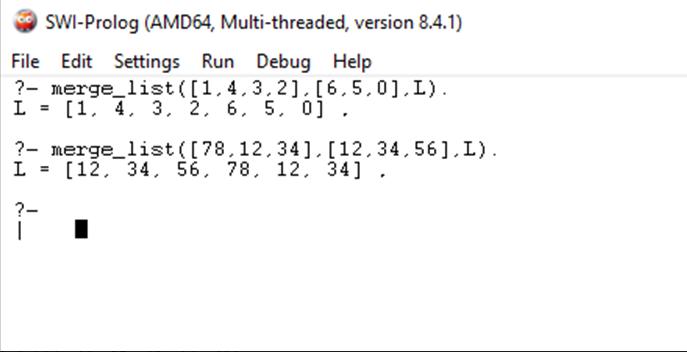 SWI-Prolog (AMD64, Multi-threaded, version 8.4.1)
File Edit Settings Run Debug Help
?- merge_list([1,4,3,2],[6,5,0],L).
L = [1, 4, 3, 2, 6, 5, 0] .
?- merge_list([78,12,34],[12,34,56],L).
L = [12, 34, 56, 78, 12, 34] .
?-
|